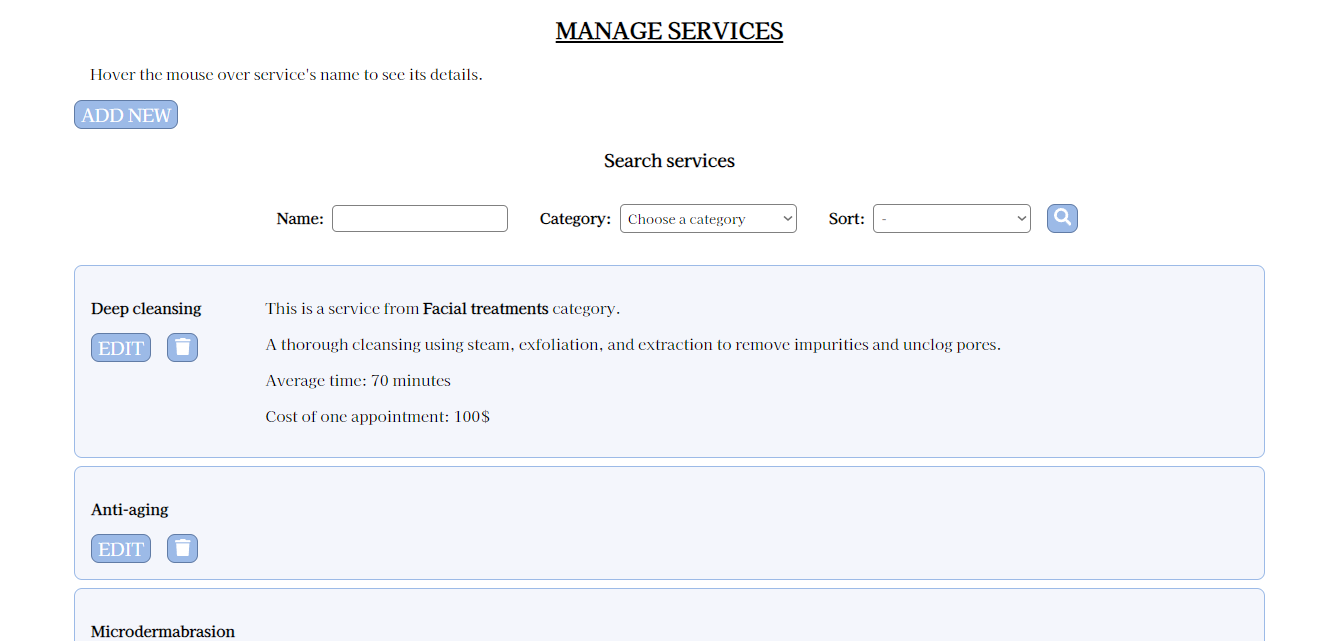 MANAGE SERVICES
Hover the mouse over service's name to see its details.
ADD NEW
Search services
Name: Category: Choose a category Sort: -
Deep cleansing This is a service from Facial treatments category.
EDIT A thorough cleansing using steam, exfoliation, and extraction to remove impurities and unclog pores.
Average time: 70 minutes
Cost of one appointment: 100$
Anti-aging
EDIT
Microdermabrasion